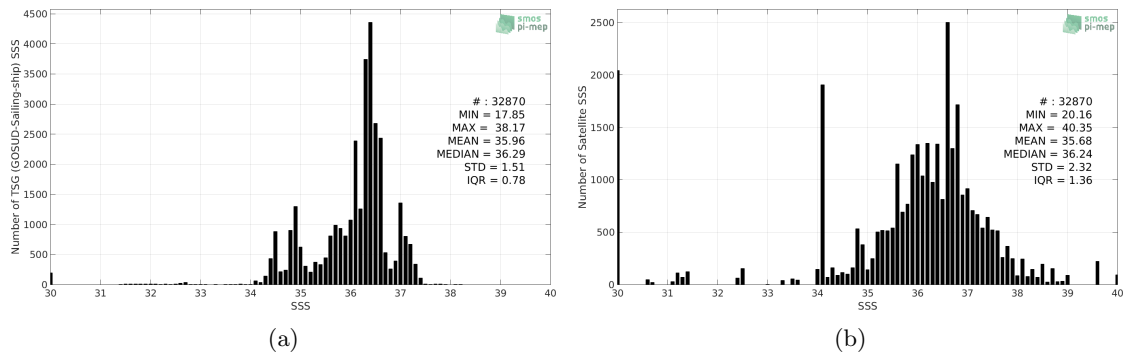 smos
pi-mep
4500
4000
3500
3000
2500
2000
1500
1000
500
0
Number of TSG (GOSUD-Sailing-ship) SSS
# : 32870
MIN = 17.85
MAX = 38.17
MEAN = 35.96
MEDIAN = 36.29
STD = 1.51
IQR = 0.78
30 31 32 33 34 35 36 37 38 39 40
SSS
(a)
smos
pi-mep
2500
2000
1500
1000
500
0
Number of Satellite SSS
# : 32870
MIN = 20.16
MAX = 40.35
MEAN = 35.68
MEDIAN = 36.24
STD = 2.32
IQR = 1.36
30 31 32 33 34 35 36 37 38 39 40
SSS
(b)